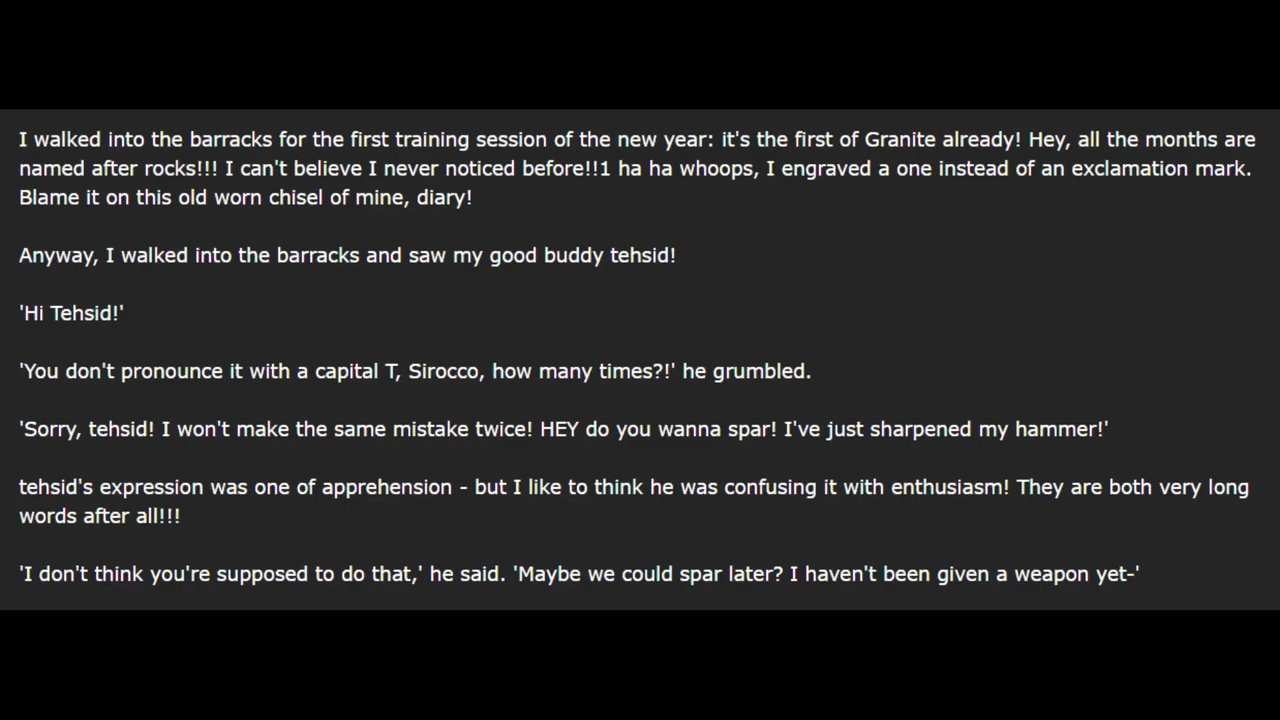 I walked into the barracks for the first training session of the new year: it's the first of Granite already! Hey, all the months are
named after rocks!!! I can't believe I never noticed before!!1 ha ha whoops, I engraved a one instead of an exclamation mark.
Blame it on this old worn chisel of mine, diary!
Anyway, I walked into the barracks and saw my good buddy tehsid!
'Hi Tehsid!'
'You don't pronounce it with a capital T, Sirocco, how many times?!' he grumbled.
'Sorry, tehsid! I won't make the same mistake twice! HEY do you wanna spar! I've just sharpened my hammer!'
tehsid's expression was one of apprehension - but I like to think he was confusing it with enthusiasm! They are both very long
words after all!!!
'I don't think you're supposed to do that,' he said. 'Maybe we could spar later? I haven't been given a weapon yet-'